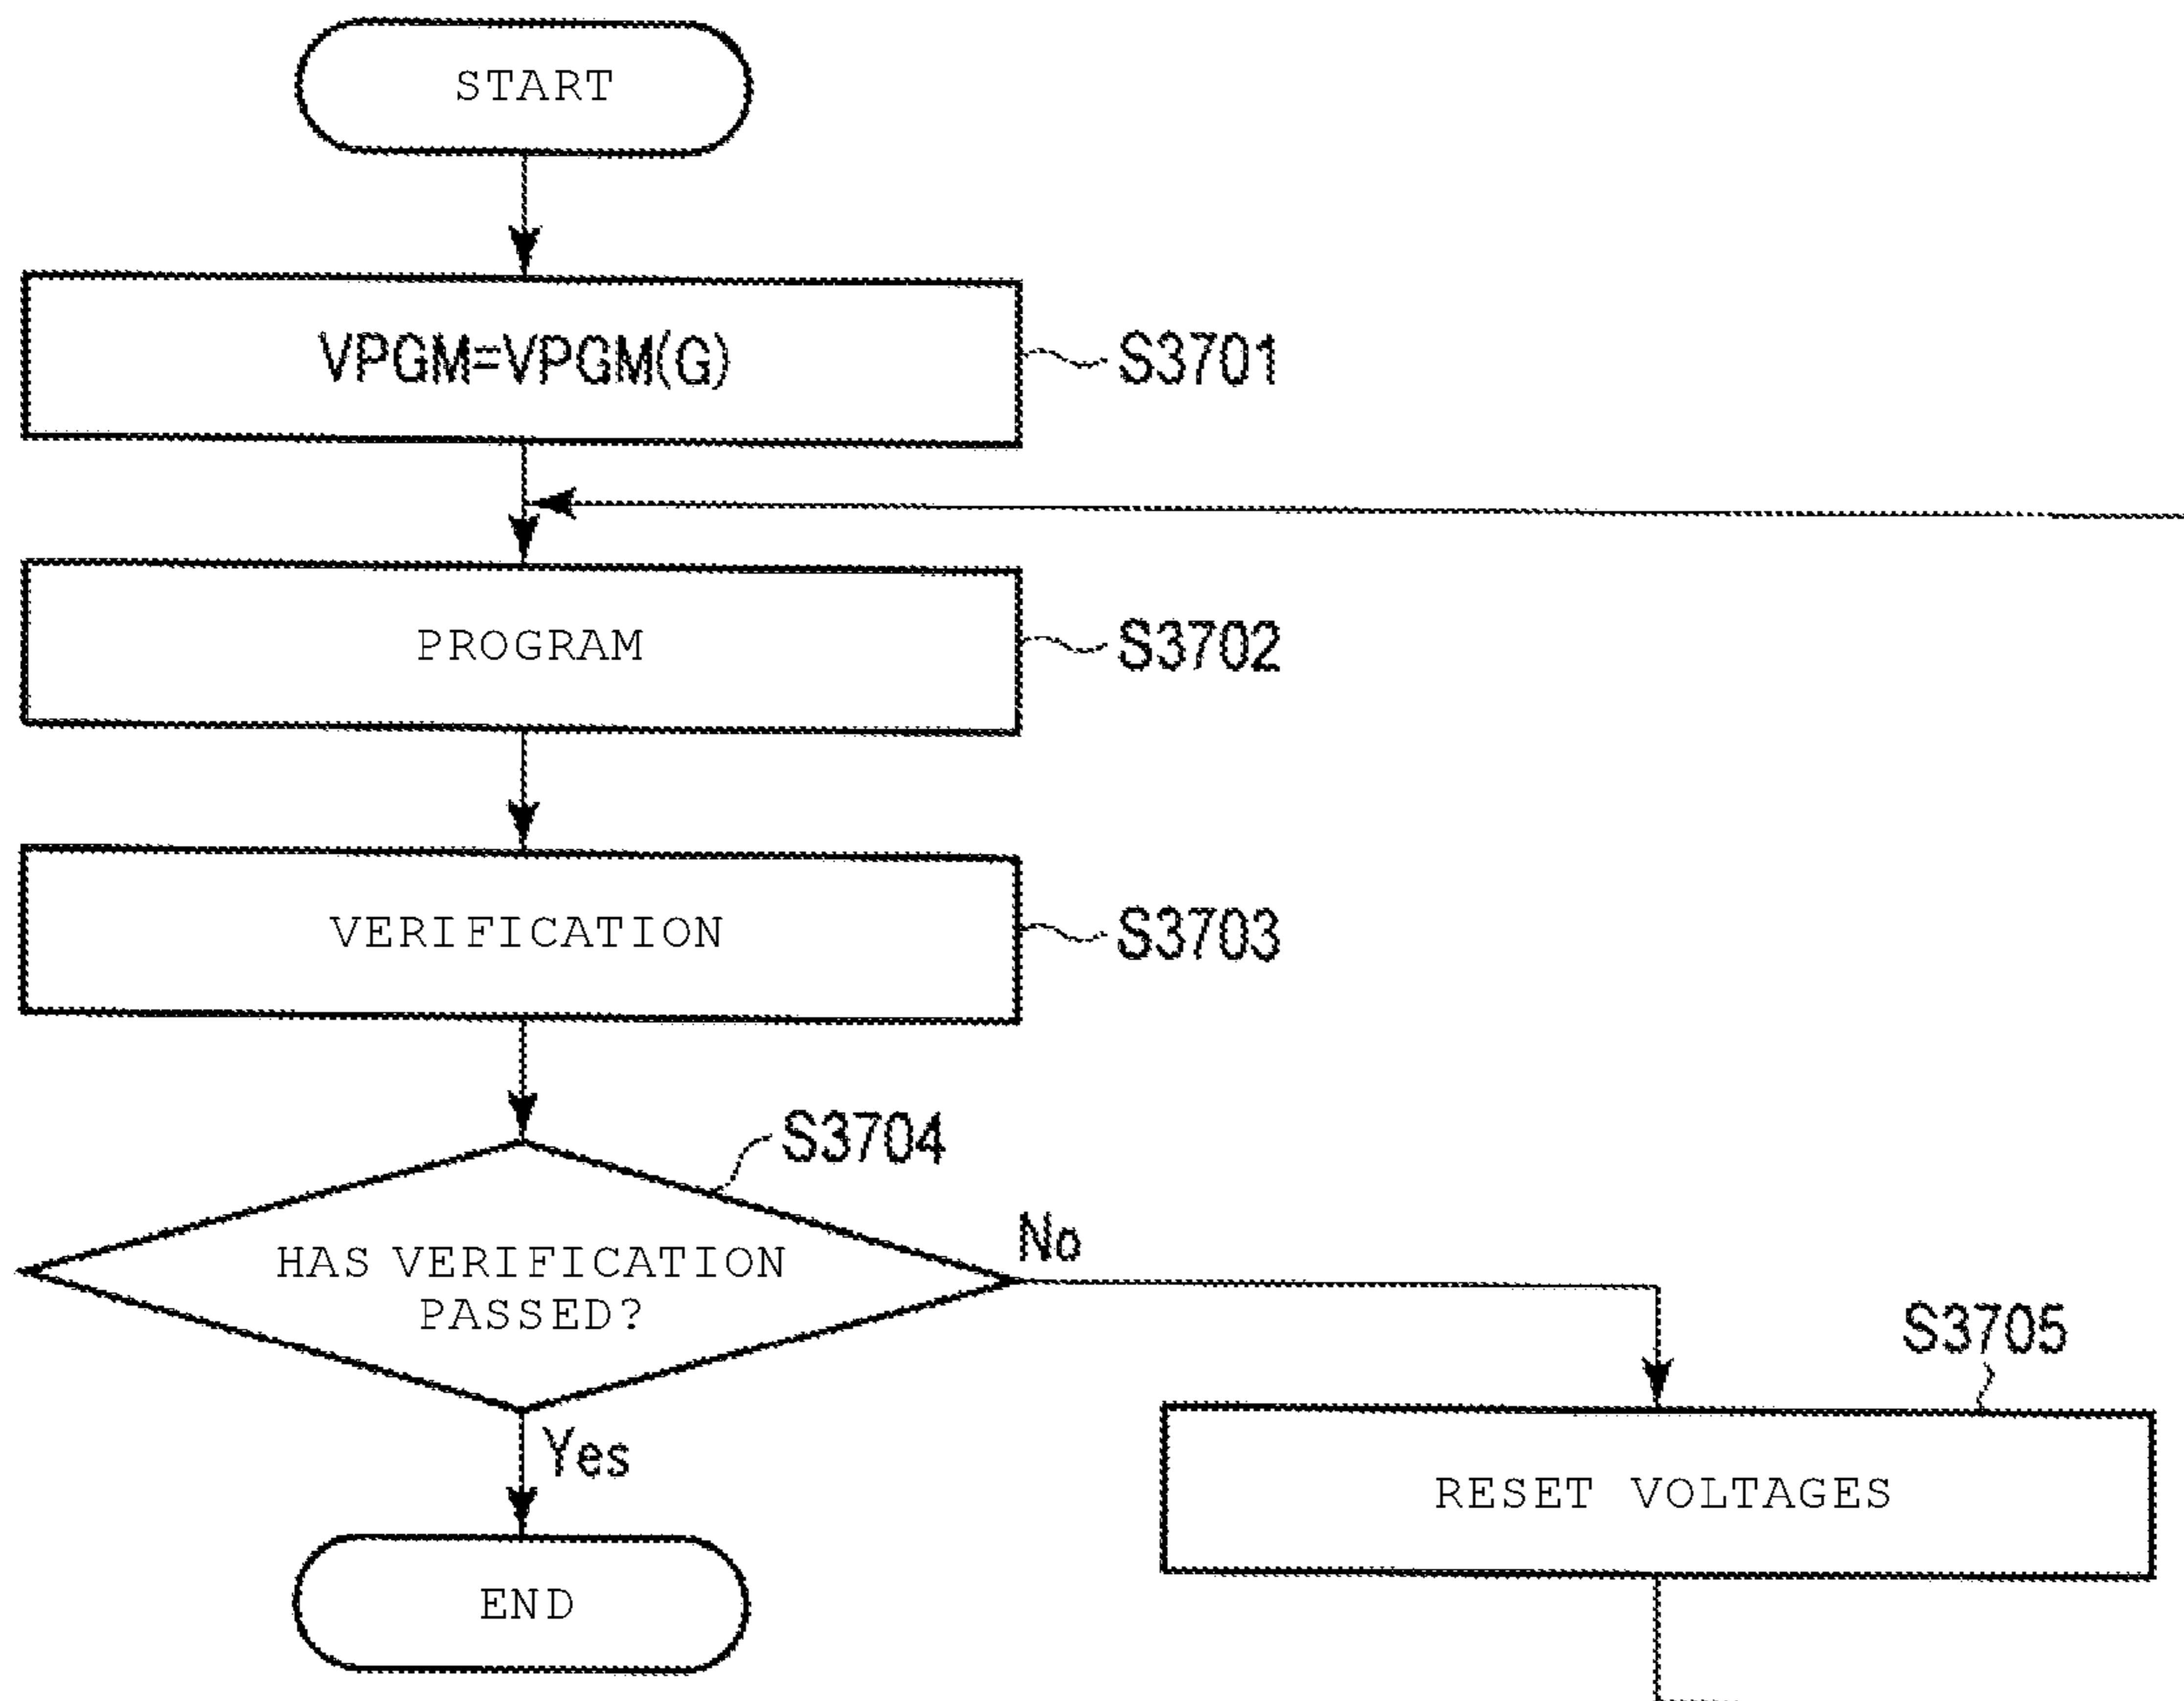 START
VPGM=VPGM(G)
S3701
PROGRAM
S3702
VERIFICATION
S3703
S3704
HAS VERIFICATION
PASSED?
No
Yes
S3705
RESET VOLTAGES
END